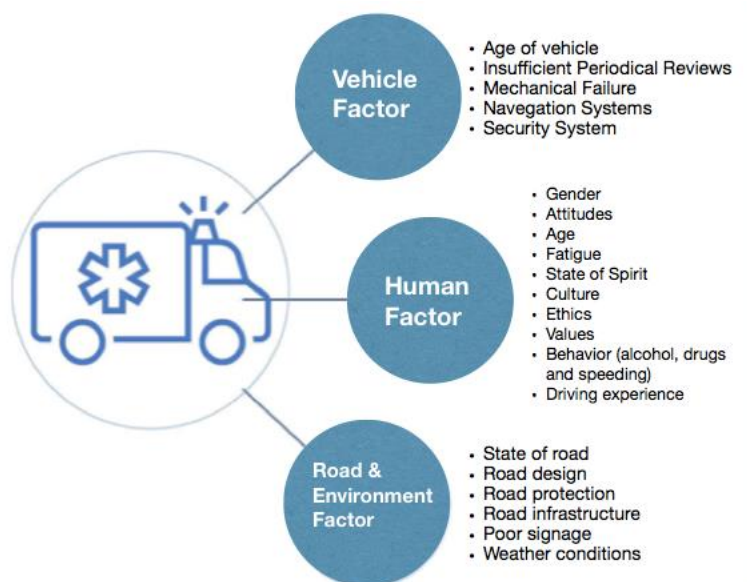 Vehicle
Factor
• Age of vehicle
• Insufficient Periodical Reviews
• Mechanical Failure
• Navegation Systems
• Security System
Human
Factor
• Gender
• Attitudes
• Age
• Fatigue
• State of Spirit
• Culture
• Ethics
• Values
• Behavior (alcohol, drugs
and speeding)
• Driving experience
Road &
Environment
Factor
• State of road
• Road design
• Road protection
• Road infrastructure
• Poor signage
• Weather conditions